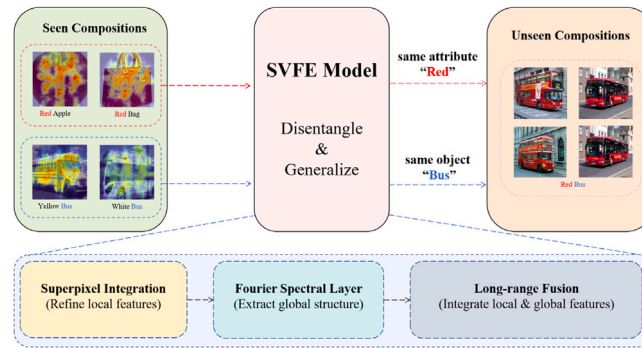 Seen Compositions
Red Apple
Red Bag
Yellow Bus
White Bus
SVFE Model
Disentangle
&
Generalize
same attribute
“Red”
same object
“Bus”
Unseen Compositions
Red Bus
Superpixel Integration
(Refine local features)
Fourier Spectral Layer
(Extract global structure)
Long-range Fusion
(Integrate local & global features)